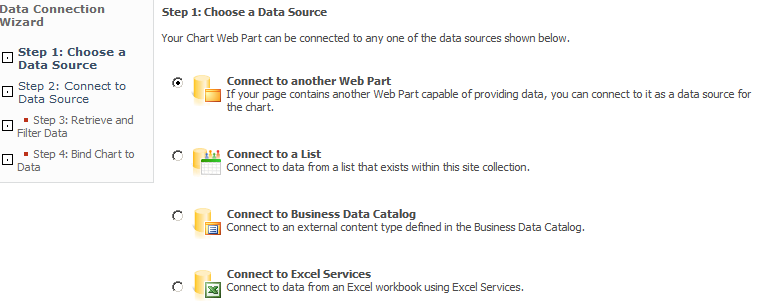 Data Connection
Wizard
Step 1: Choose a
Data Source
Step 2: Connect to
Data Source
Step 3: Retrieve and
Filter Data
Step 4: Bind Chart to
Data
Step 1: Choose a Data Source
Your Chart Web Part can be connected to any one of the data sources shown below.
Connect to another Web Part
If your page contains another Web Part capable of providing data, you can connect to it as a data source for
the chart.
Connect to a List
Connect to data from a list that exists within this site collection.
Connect to Business Data Catalog
Connect to an external content type defined in the Business Data Catalog.
Connect to Excel Services
Connect to data from an Excel workbook using Excel Services.